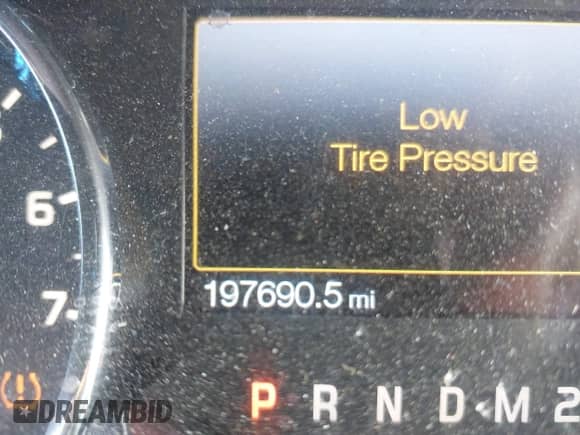 Low
Tire Pressure
6
197690.5 mi
7
P R N D M 2
DREAMBID